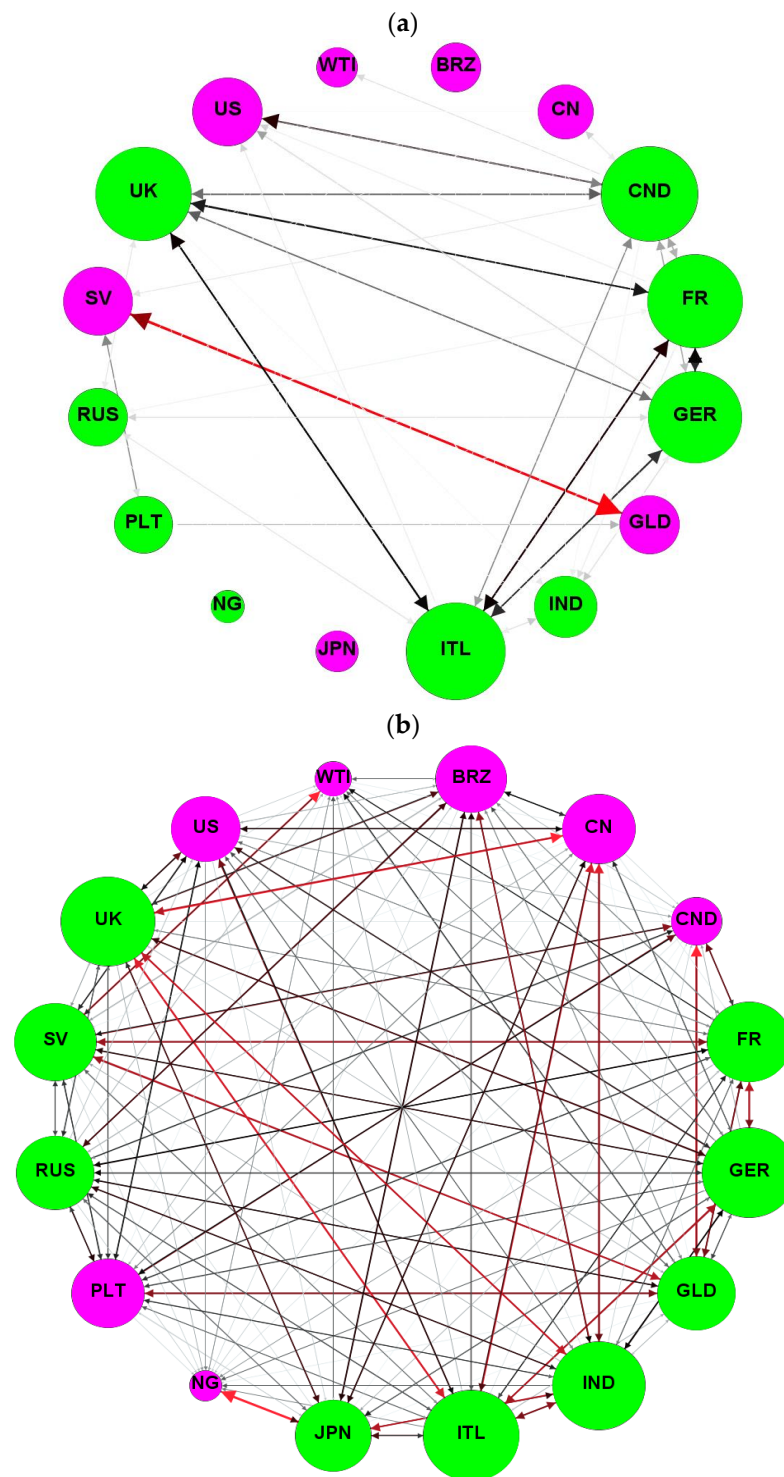 (a)
WTI
BRZ
US
CN
UK
CND
SV
FR
RUS
GER
PLT
GLD
NG
IND
JPN
ITL
(b)
WTI
BRZ
US
CN
UK
CND
SV
FR
RUS
GER
PLT
GLD
NG
IND
JPN
ITL